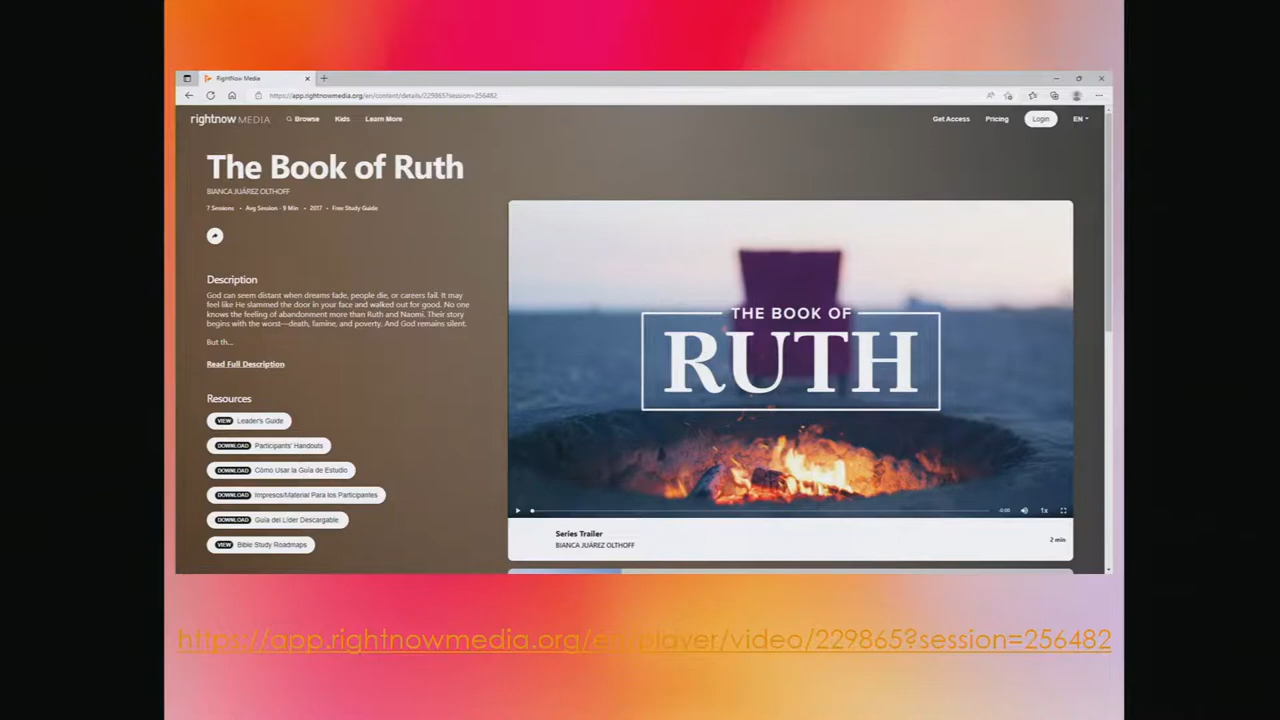 RightNow Media
https://app.rightnowmedia.org/en/content/details/229865?session=256482
rightnow MEDIA
Browse
Kids
Learn More
Get Access
Pricing
Login
EN
The Book of Ruth
BIANCA JUÁREZ OLTHOFF
7 Sessions • Avg Session · 9 Min • 2017 • Free Study Guide
Description
God can seem distant when dreams fade, people die, or careers fail. It may
feel like He slammed the door in your face and walked out for good. No one
knows the feeling of abandonment more than Ruth and Naomi. Their story
begins with the worst—death, famine, and poverty. And God remains silent.
But th...
Read Full Description
Resources
VIEW Leader's Guide
DOWNLOAD Participants' Handouts
DOWNLOAD Cómo Usar la Guía de Estudio
DOWNLOAD Impresos/Material Para los Participantes
DOWNLOAD Guía del Líder Descargable
VIEW Bible Study Roadmaps
THE BOOK OF
RUTH
-0:00
1x
Series Trailer
BIANCA JUÁREZ OLTHOFF
2 min
https://app.rightnowmedia.org/en/player/video/229865?session=256482